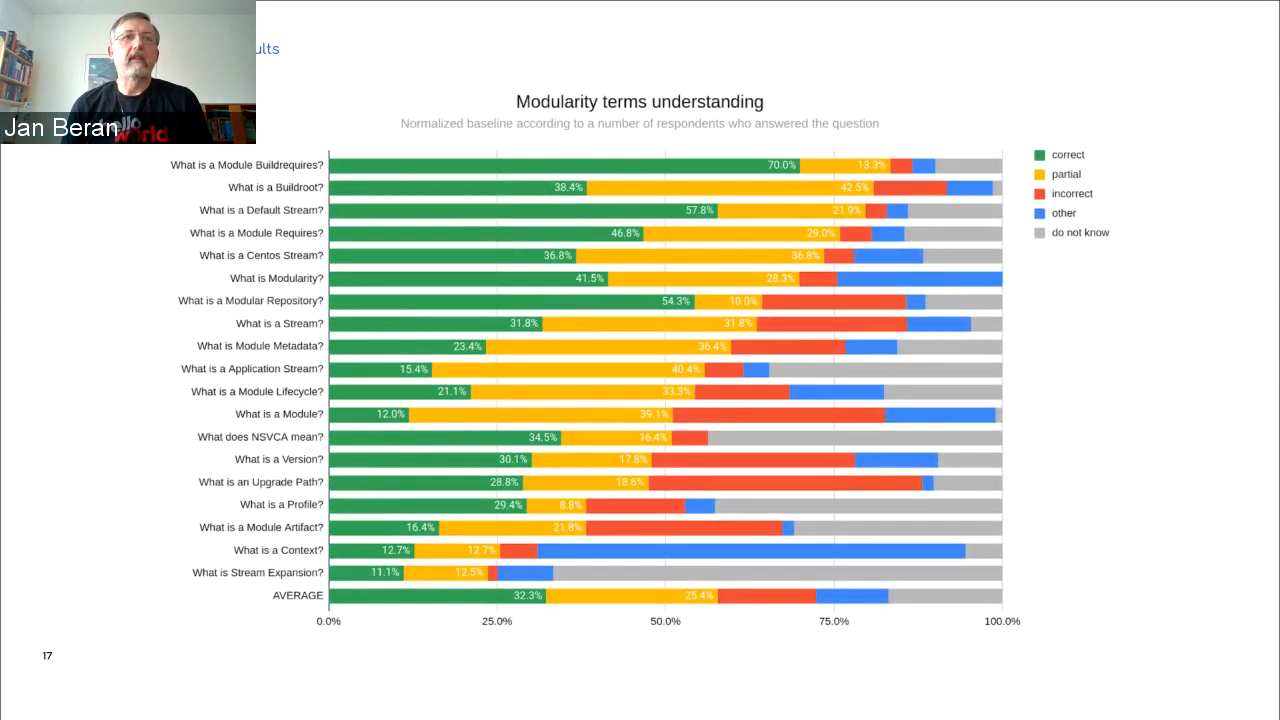 ults
Jan Beran
hello
world
Modularity terms understanding
Normalized baseline according to a number of respondents who answered the question
correct
partial
incorrect
other
do not know
What is a Module Buildrequires? 70.0% 13.3%
What is a Buildroot? 38.4% 42.5%
What is a Default Stream? 57.8% 21.9%
What is a Module Requires? 46.8% 29.0%
What is a Centos Stream? 36.8% 36.8%
What is Modularity? 41.5% 28.3%
What is a Modular Repository? 54.3% 10.0%
What is a Stream? 31.8% 31.8%
What is Module Metadata? 23.4% 36.4%
What is a Application Stream? 15.4% 40.4%
What is a Module Lifecycle? 21.1% 33.3%
What is a Module? 12.0% 39.1%
What does NSVCA mean? 34.5% 16.4%
What is a Version? 30.1% 17.8%
What is an Upgrade Path? 28.8% 18.6%
What is a Profile? 29.4% 8.8%
What is a Module Artifact? 16.4% 21.8%
What is a Context? 12.7% 12.7%
What is Stream Expansion? 11.1% 12.5%
AVERAGE 32.3% 25.4%
0.0% 25.0% 50.0% 75.0% 100.0%
17